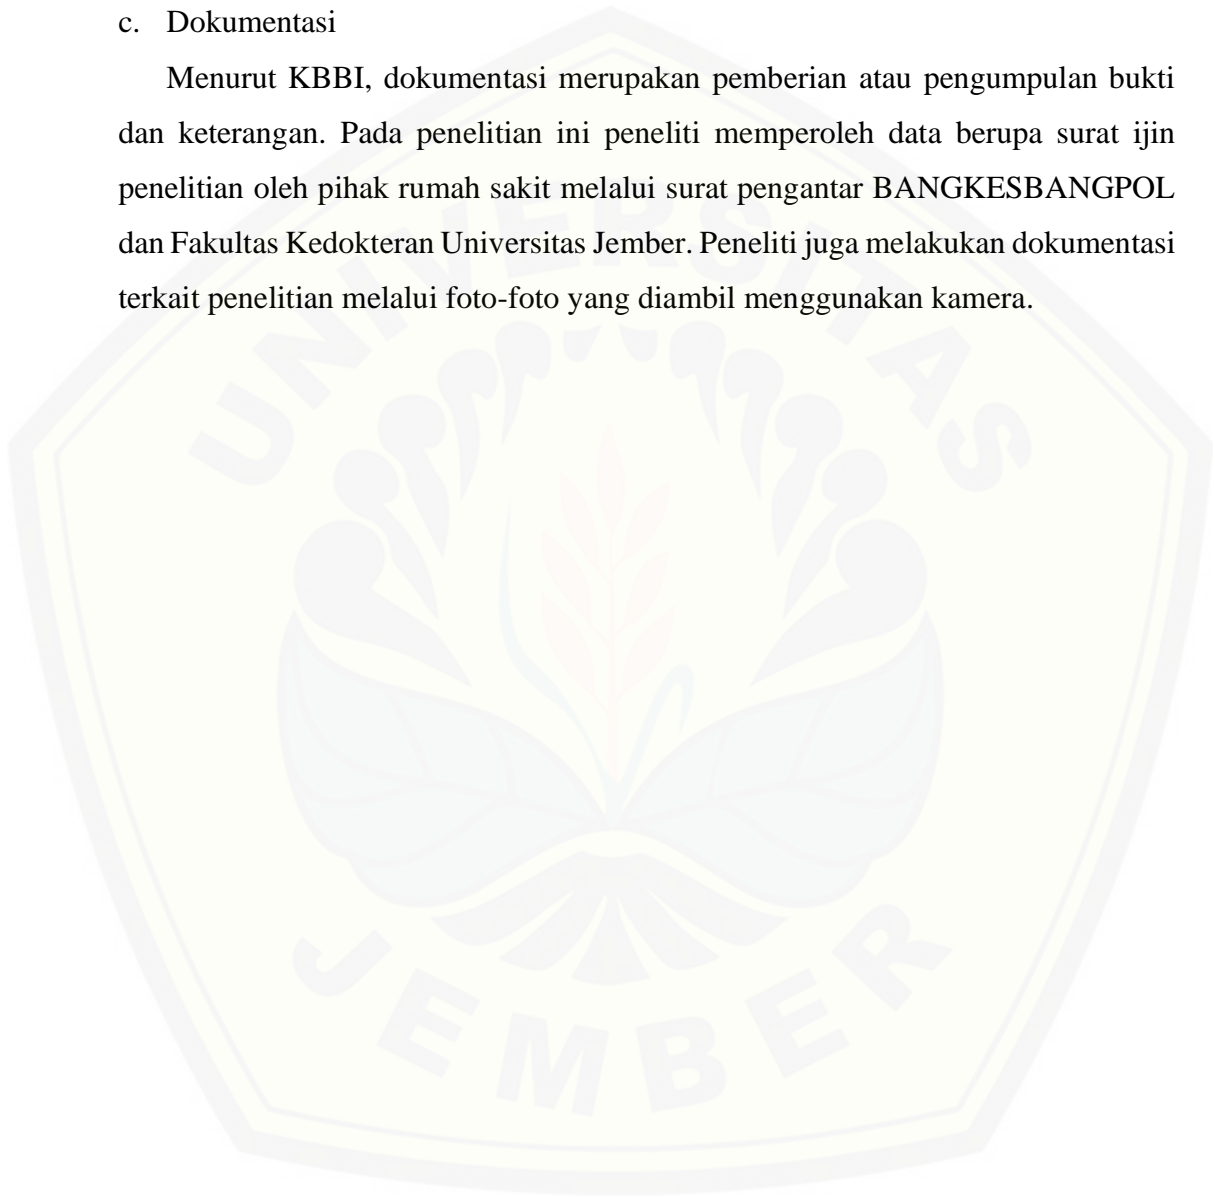 c. Dokumentasi
Menurut KBBI, dokumentasi merupakan pemberian atau pengumpulan bukti
dan keterangan. Pada penelitian ini peneliti memperoleh data berupa surat ijin
penelitian oleh pihak rumah sakit melalui surat pengantar BANGKESBANGPOL
dan Fakultas Kedokteran Universitas Jember. Peneliti juga melakukan dokumentasi
terkait penelitian melalui foto-foto yang diambil menggunakan kamera.
UNIVERSITAS
JEMBER